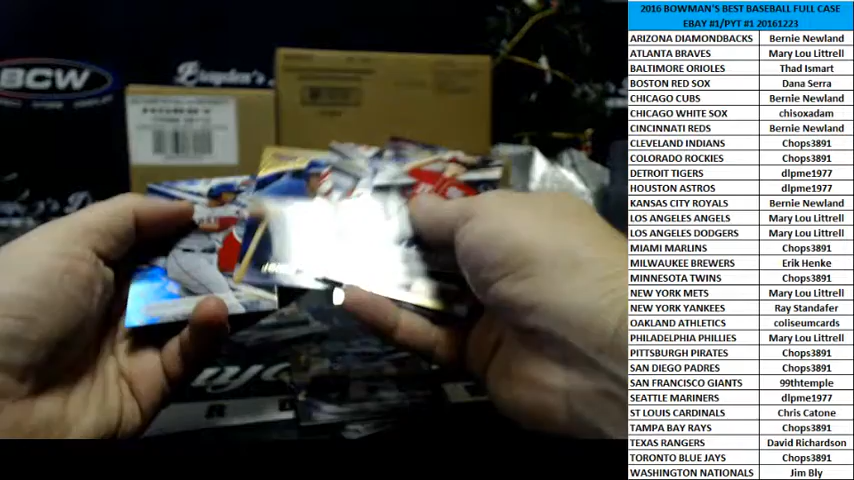 2016 BOWMAN'S BEST BASEBALL FULL CASE
EBAY #1/PYT #1 20161223
ARIZONA DIAMONDBACKS Bernie Newland
ATLANTA BRAVES Mary Lou Littrell
BALTIMORE ORIOLES Thad Ismart
BOSTON RED SOX Dana Serra
CHICAGO CUBS Bernie Newland
CHICAGO WHITE SOX chisoxadam
CINCINNATI REDS Bernie Newland
CLEVELAND INDIANS Chops3891
COLORADO ROCKIES Chops3891
DETROIT TIGERS dlpme1977
HOUSTON ASTROS dlpme1977
KANSAS CITY ROYALS Bernie Newland
LOS ANGELES ANGELS Mary Lou Littrell
LOS ANGELES DODGERS Mary Lou Littrell
MIAMI MARLINS Chops3891
MILWAUKEE BREWERS Erik Henke
MINNESOTA TWINS Chops3891
NEW YORK METS Mary Lou Littrell
NEW YORK YANKEES Ray Standafer
OAKLAND ATHLETICS coliseumcards
PHILADELPHIA PHILLIES Mary Lou Littrell
PITTSBURGH PIRATES Chops3891
SAN DIEGO PADRES Chops3891
SAN FRANCISCO GIANTS 99thtemple
SEATTLE MARINERS dlpme1977
ST LOUIS CARDINALS Chris Catone
TAMPA BAY RAYS Chops3891
TEXAS RANGERS David Richardson
TORONTO BLUE JAYS Chops3891
WASHINGTON NATIONALS Jim Bly
BCW
Brayden's